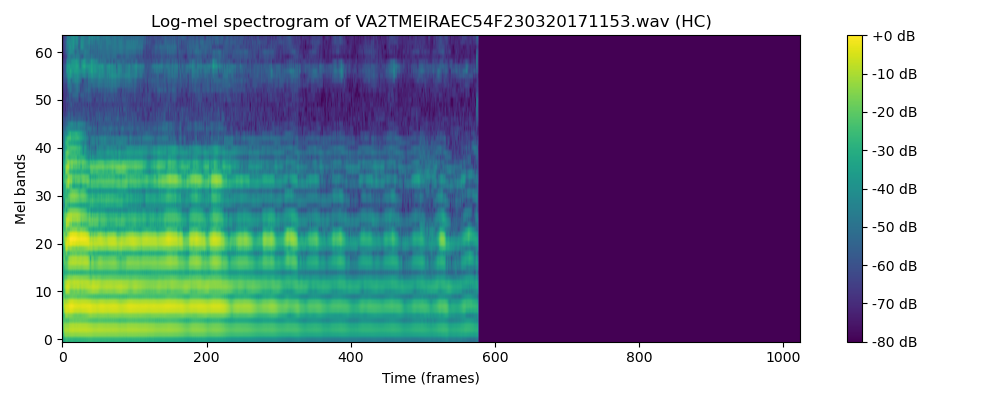 Log-mel spectrogram of VA2TMEIRAEC54F230320171153.wav (HC)
60
50
40
30
20
10
0
Mel bands
0 200 400 600 800 1000
Time (frames)
+0 dB
-10 dB
-20 dB
-30 dB
-40 dB
-50 dB
-60 dB
-70 dB
-80 dB